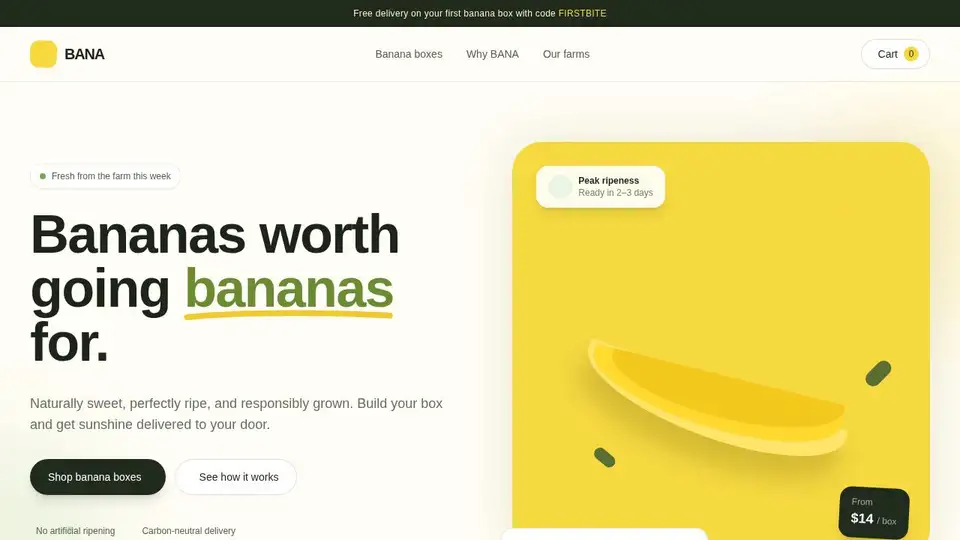 Free delivery on your first banana box with code FIRSTBITE
BANA
Banana boxes
Why BANA
Our farms
Cart 0
Fresh from the farm this week
Bananas worth
going bananas
for.
Naturally sweet, perfectly ripe, and responsibly grown. Build your box
and get sunshine delivered to your door.
Shop banana boxes
See how it works
No artificial ripening
Carbon-neutral delivery
Peak ripeness
Ready in 2–3 days
From
$14 / box